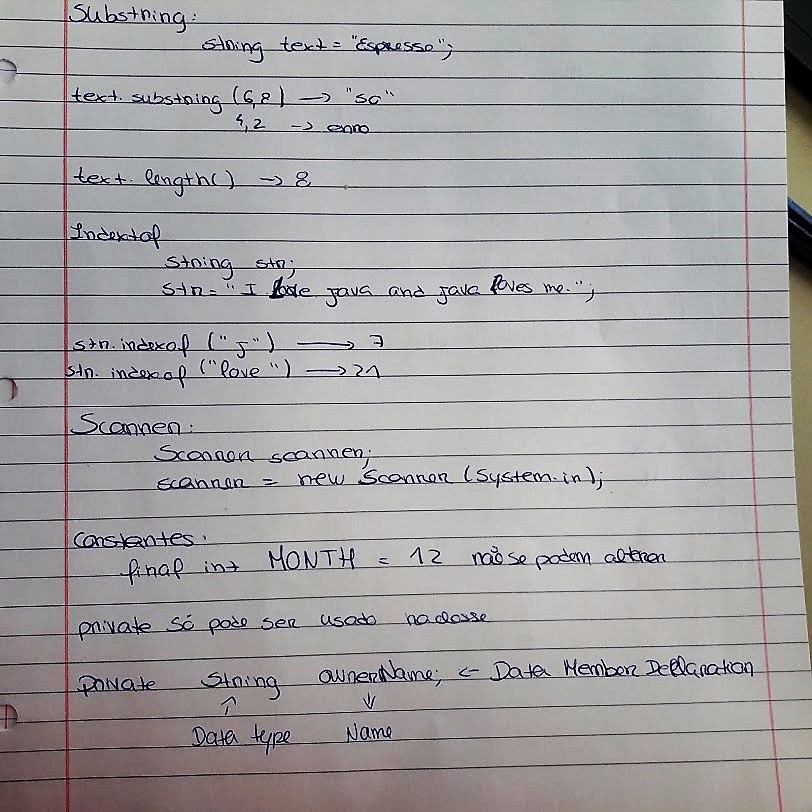 Substring:
String text = "Espresso";
text.substring (6,8) → "so"
4,2 → erro
text.length() → 8
Indexof
String str;
str = "I love java and java loves me.";
str.indexof ("j") → 7
str.indexof ("love") → 21
Scanner:
Scanner scanner;
scanner = new Scanner (System.in);
Constantes:
final int MONTH = 12 não se podem alterar
private só pode ser usado na classe
private String ownerName; ← Data Member Declaration
↑ ↓
Data type Name